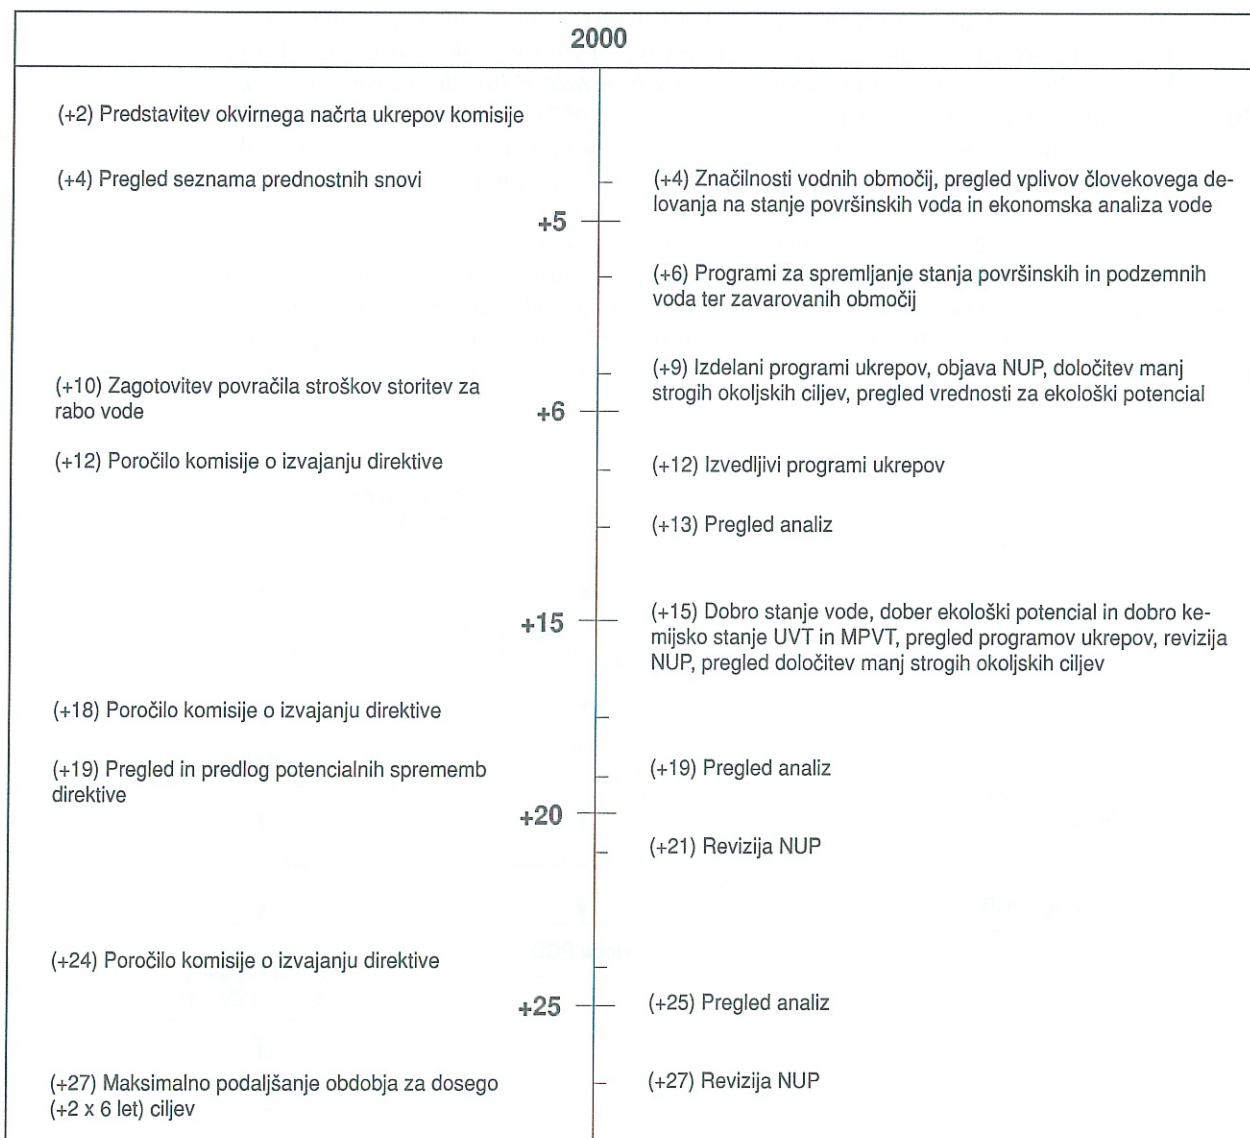 2000
(+2) Predstavitev okvirnega načrta ukrepov komisije
(+4) Pregled seznama prednostnih snovi
(+4) Značilnosti vodnih območij, pregled vplivov človekovega de-
lovanja na stanje površinskih voda in ekonomska analiza vode
+5
(+6) Programi za spremljanje stanja površinskih in podzemnih
voda ter zavarovanih območij
(+9) Izdelani programi ukrepov, objava NUP, določitev manj
strogih okoljskih ciljev, pregled vrednosti za ekološki potencial
(+10) Zagotovitev povračila stroškov storitev za
rabo vode
+6
(+12) Poročilo komisije o izvajanju direktive
(+12) Izvedljivi programi ukrepov
(+13) Pregled analiz
+15
(+15) Dobro stanje vode, dober ekološki potencial in dobro ke-
mijsko stanje UVT in MPVT, pregled programov ukrepov, revizija
NUP, pregled določitev manj strogih okoljskih ciljev
(+18) Poročilo komisije o izvajanju direktive
(+19) Pregled in predlog potencialnih sprememb
direktive
(+19) Pregled analiz
+20
(+21) Revizija NUP
(+24) Poročilo komisije o izvajanju direktive
+25
(+25) Pregled analiz
(+27) Maksimalno podaljšanje obdobja za dosego
(+2 x 6 let) ciljev
(+27) Revizija NUP